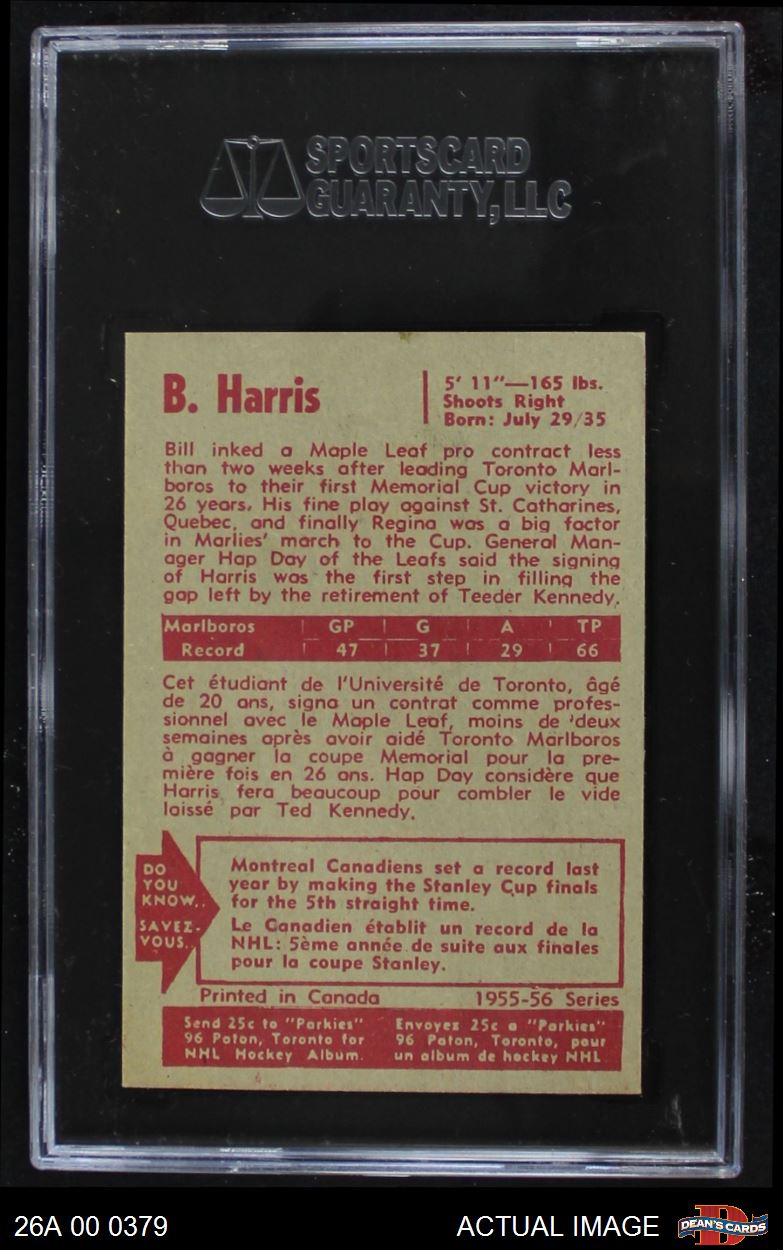 SPORTSCARD
GUARANTY, LLC
B. Harris
5' 11"—165 lbs.
Shoots Right
Born: July 29/35
Bill inked a Maple Leaf pro contract less
than two weeks after leading Toronto Marl-
boros to their first Memorial Cup victory in
26 years. His fine play against St. Catharines,
Quebec, and finally Regina was a big factor
in Marlies' march to the Cup. General Man-
ager Hap Day of the Leafs said the signing
of Harris was the first step in filling the
gap left by the retirement of Teeder Kennedy.
Marlboros GP G A TP
Record 47 37 29 66
Cet étudiant de l'Université de Toronto, âgé
de 20 ans, signa un contrat comme profes-
sionnel avec le Maple Leaf, moins de deux
semaines après avoir aidé Toronto Marlboros
à gagner la coupe Memorial pour la pre-
mière fois en 26 ans. Hap Day considère que
Harris fera beaucoup pour combler le vide
laissé par Ted Kennedy.
DO
YOU
KNOW..
SAVEZ-
VOUS..
Montreal Canadiens set a record last
year by making the Stanley Cup finals
for the 5th straight time.
Le Canadien établit un record de la
NHL: 5ème année de suite aux finales
pour la coupe Stanley.
Printed in Canada 1955-56 Series
Send 25c to "Parkies"
96 Paton, Toronto for
NHL Hockey Album.
Envoyez 25c a "Parkies"
96 Paton, Toronto, pour
un album de hockey NHL
26A 00 0379 ACTUAL IMAGE
DEAN'S CARDS